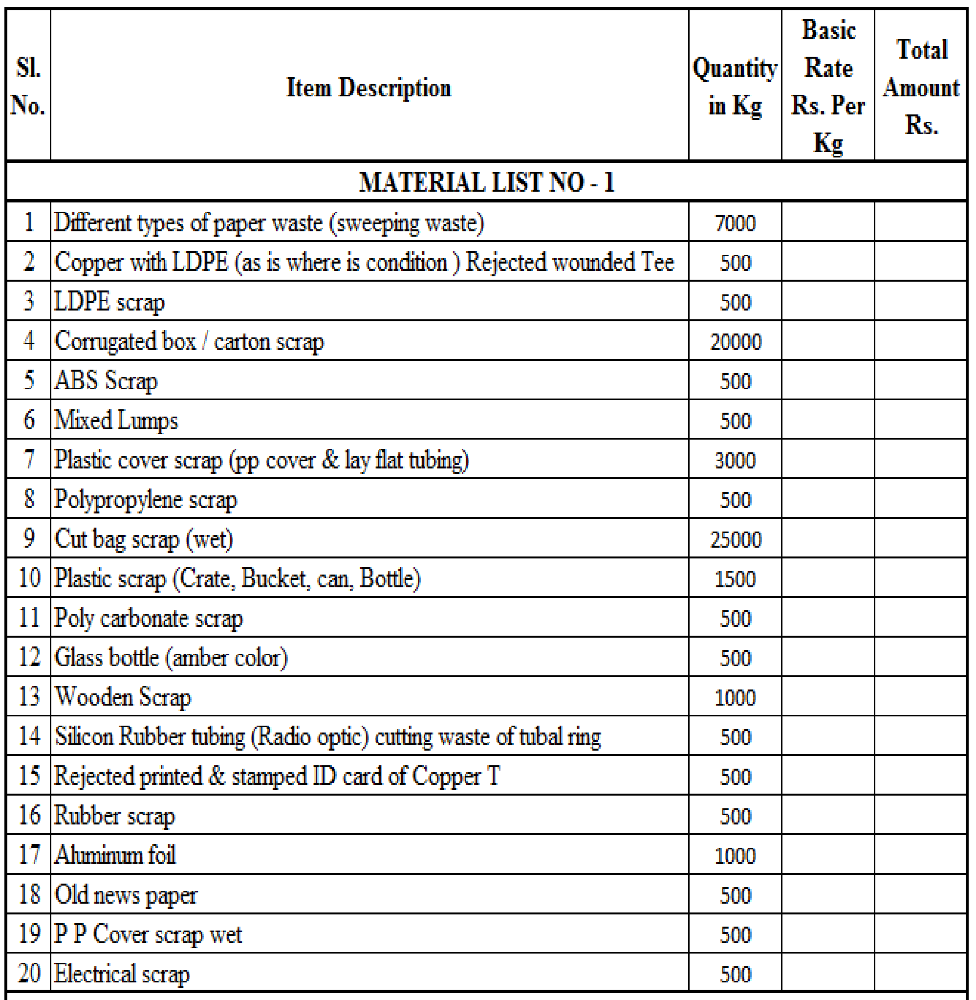 Sl. No. Item Description Quantity in Kg Basic Rate Rs. Per Kg Total Amount Rs.
MATERIAL LIST NO - 1
1 Different types of paper waste (sweeping waste) 7000
2 Copper with LDPE (as is where is condition ) Rejected wounded Tee 500
3 LDPE scrap 500
4 Corrugated box / carton scrap 20000
5 ABS Scrap 500
6 Mixed Lumps 500
7 Plastic cover scrap (pp cover & lay flat tubing) 3000
8 Polypropylene scrap 500
9 Cut bag scrap (wet) 25000
10 Plastic scrap (Crate, Bucket, can, Bottle) 1500
11 Poly carbonate scrap 500
12 Glass bottle (amber color) 500
13 Wooden Scrap 1000
14 Silicon Rubber tubing (Radio optic) cutting waste of tubal ring 500
15 Rejected printed & stamped ID card of Copper T 500
16 Rubber scrap 500
17 Aluminum foil 1000
18 Old news paper 500
19 P P Cover scrap wet 500
20 Electrical scrap 500